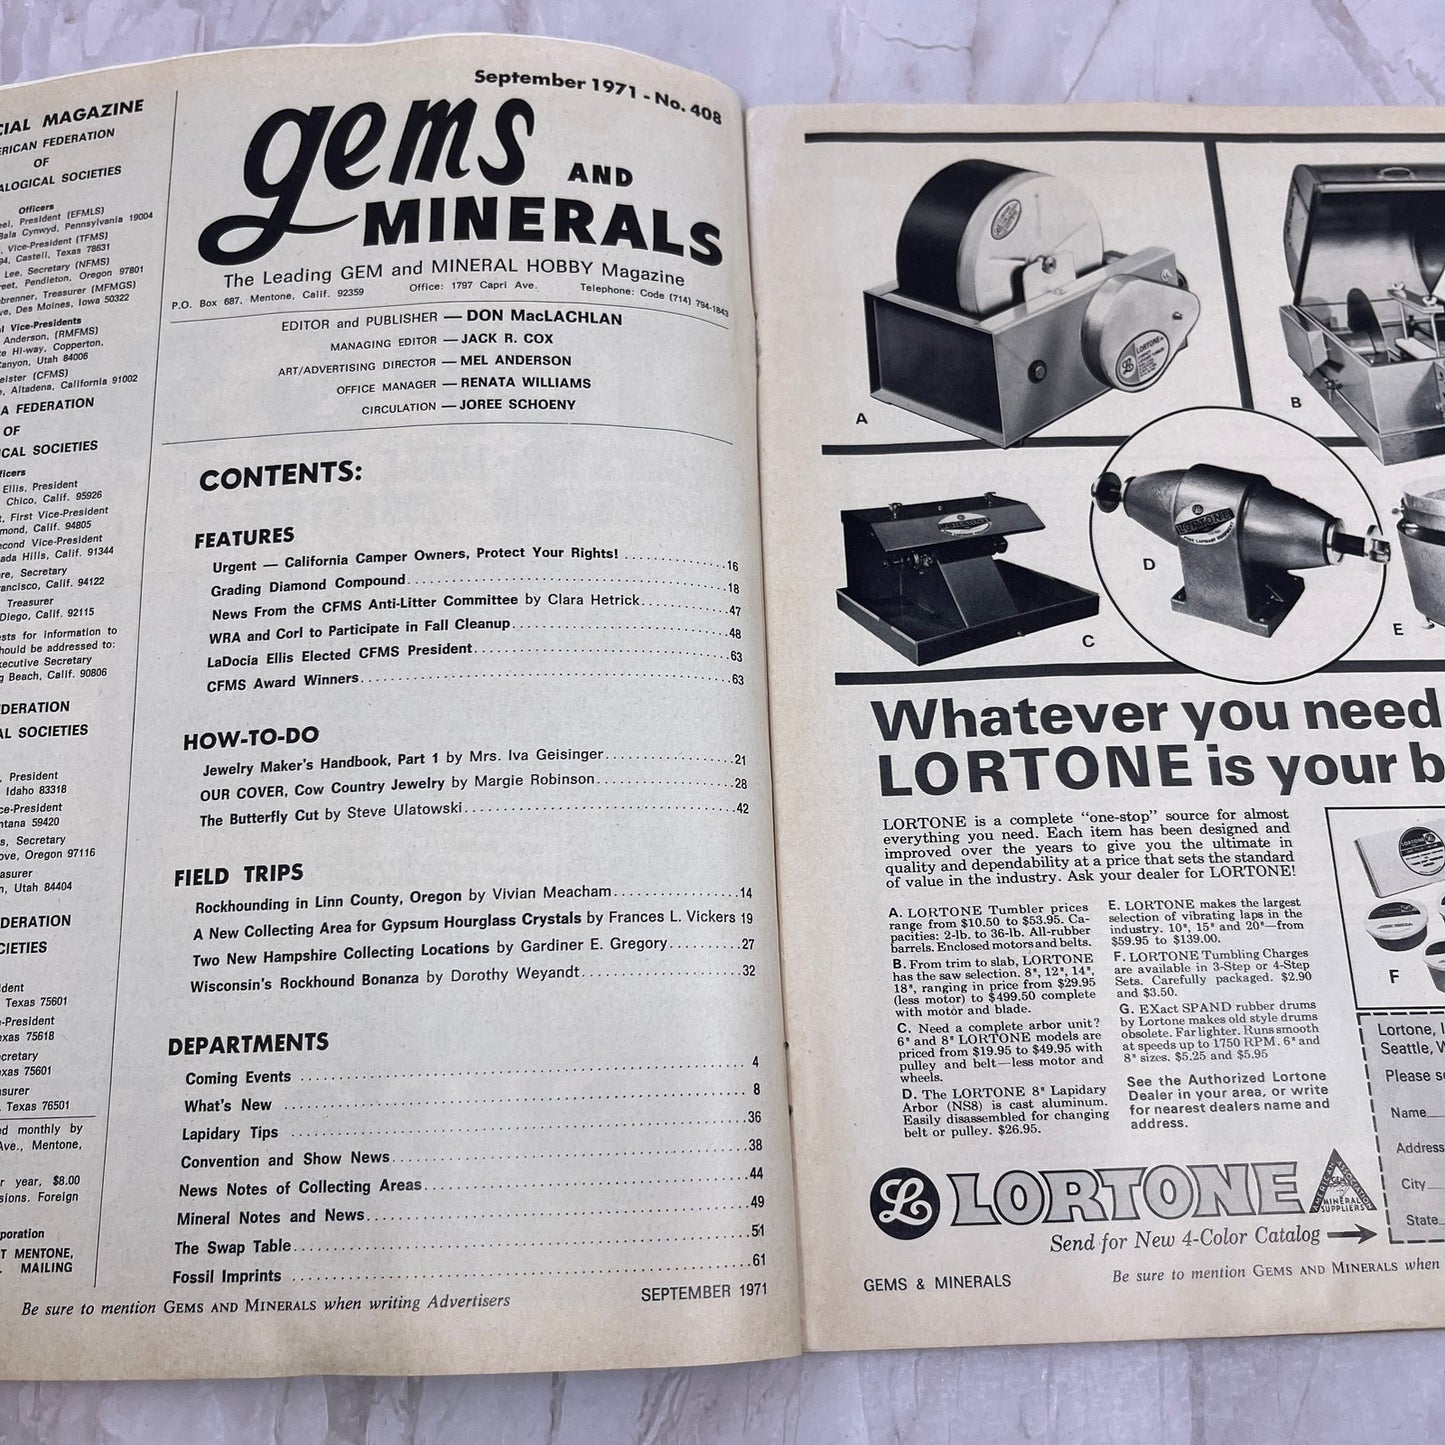 CIAL MAGAZINE
ERICAN FEDERATION
OF
ALOGICAL SOCIETIES
Officers
President (EFMLS)
Bala Cynwyd, Pennsylvania 19004
Vice-President (TFMS)
94, Castell, Texas 78631
Lee, Secretary (NFMS)
Pendleton, Oregon 97801
Treasurer (MFMGS)
Des Moines, Iowa 50322
Vice-Presidents
Anderson, (RMFMS)
Hi-way, Copperton,
Canyon, Utah 84006
(CFMS)
Altadena, California 91002
A FEDERATION
OF
CAL SOCIETIES
ficers
Ellis, President
Chico, Calif. 95926
First Vice-President
mond, Calif. 94805
econd Vice-President
ada Hills, Calif. 91344
Secretary
rancisco, Calif. 94122
Treasurer
Diego, Calif. 92115
ests for information to
hould be addressed to:
xecutive Secretary
g Beach, Calif. 90806
DERATION
AL SOCIETIES
President
Idaho 83318
ce-President
ntana 59420
Secretary
ove, Oregon 97116
easurer
n, Utah 84404
DERATION
CIETIES
ident
Texas 75601
e-President
exas 75618
cretary
exas 75601
surer
Texas 76501
ed monthly by
Ave., Mentone,
r year, $8.00
sions. Foreign
poration
T MENTONE,
L MAILING
September 1971 - No. 408
gems AND
MINERALS
The Leading GEM and MINERAL HOBBY Magazine
P.O. Box 687, Mentone, Calif. 92359 Office: 1797 Capri Ave. Telephone: Code (714) 794-1843
EDITOR and PUBLISHER — DON MacLACHLAN
MANAGING EDITOR — JACK R. COX
ART/ADVERTISING DIRECTOR — MEL ANDERSON
OFFICE MANAGER — RENATA WILLIAMS
CIRCULATION — JOREE SCHOENY
CONTENTS:
FEATURES
Urgent — California Camper Owners, Protect Your Rights! 16
Grading Diamond Compound 18
News From the CFMS Anti-Litter Committee by Clara Hetrick 47
WRA and Corl to Participate in Fall Cleanup 48
LaDocia Ellis Elected CFMS President 63
CFMS Award Winners 63
HOW-TO-DO
Jewelry Maker's Handbook, Part 1 by Mrs. Iva Geisinger 21
OUR COVER, Cow Country Jewelry by Margie Robinson 28
The Butterfly Cut by Steve Ulatowski 42
FIELD TRIPS
Rockhounding in Linn County, Oregon by Vivian Meacham 14
A New Collecting Area for Gypsum Hourglass Crystals by Frances L. Vickers 19
Two New Hampshire Collecting Locations by Gardiner E. Gregory 27
Wisconsin's Rockhound Bonanza by Dorothy Weyandt 32
DEPARTMENTS
Coming Events 4
What's New 8
Lapidary Tips 36
Convention and Show News 38
News Notes of Collecting Areas 44
Mineral Notes and News 49
The Swap Table 51
Fossil Imprints 61
Be sure to mention GEMS AND MINERALS when writing Advertisers
SEPTEMBER 1971
A
B
C
D
E
LORTONE
Whatever you need
LORTONE is your b
LORTONE is a complete "one-stop" source for almost
everything you need. Each item has been designed and
improved over the years to give you the ultimate in
quality and dependability at a price that sets the standard
of value in the industry. Ask your dealer for LORTONE!
A. LORTONE Tumbler prices
range from $10.50 to $53.95. Ca-
pacities: 2-lb. to 36-lb. All-rubber
barrels. Enclosed motors and belts.
B. From trim to slab, LORTONE
has the saw selection. 8", 12", 14",
18", ranging in price from $29.95
(less motor) to $499.50 complete
with motor and blade.
C. Need a complete arbor unit?
6" and 8" LORTONE models are
priced from $19.95 to $49.95 with
pulley and belt—less motor and
wheels.
D. The LORTONE 8" Lapidary
Arbor (NS8) is cast aluminum.
Easily disassembled for changing
belt or pulley. $26.95.
E. LORTONE makes the largest
selection of vibrating laps in the
industry. 10", 15" and 20"—from
$59.95 to $139.00.
F. LORTONE Tumbling Charges
are available in 3-Step or 4-Step
Sets. Carefully packaged. $2.90
and $3.50.
G. EXact SPAND rubber drums
by Lortone makes old style drums
obsolete. Far lighter. Runs smooth
at speeds up to 1750 RPM. 6" and
8" sizes. $5.25 and $5.95
See the Authorized Lortone
Dealer in your area, or write
for nearest dealers name and
address.
F
Lortone, I
Seattle, W
Please se
Name
Address
City
State
L LORTONE
AMERICAN ASSOCIATION
GEM &
MINERAL
SUPPLIERS
Send for New 4-Color Catalog
GEMS & MINERALS
Be sure to mention GEMS AND MINERALS when